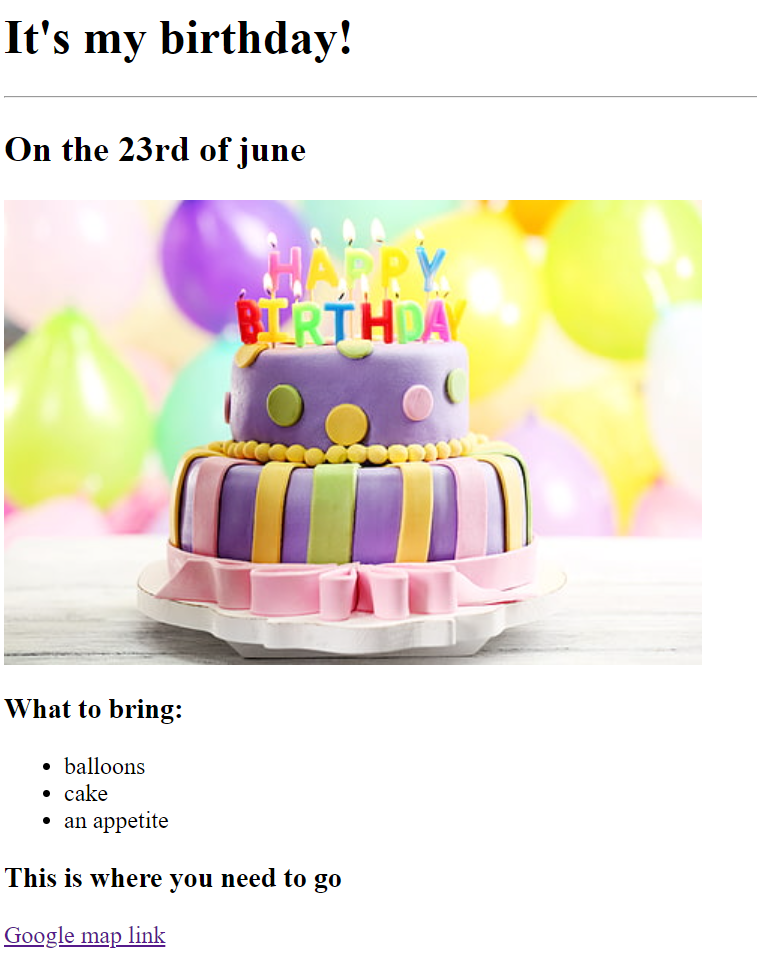 It's my birthday!
On the 23rd of june
HAPPY
BIRTHDAY
What to bring:
balloons
cake
an appetite
This is where you need to go
Google map link